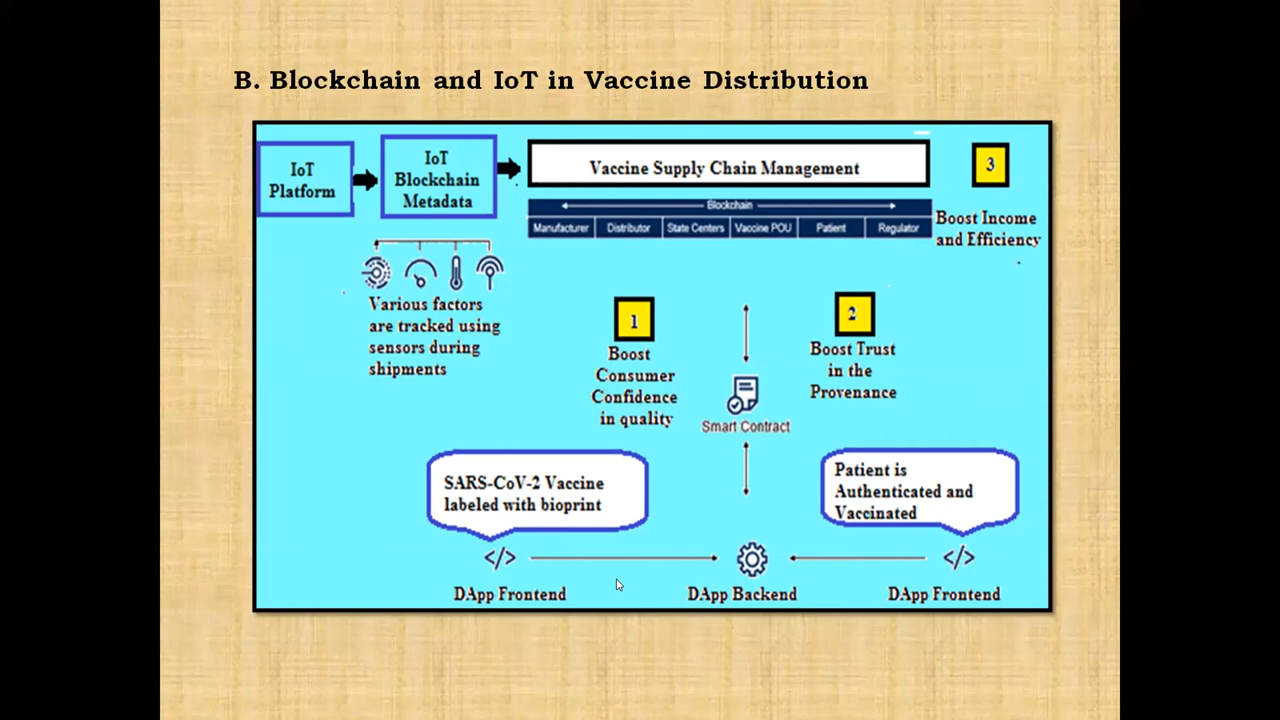 B. Blockchain and IoT in Vaccine Distribution
IoT
Platform
IoT
Blockchain
Metadata
Vaccine Supply Chain Management
Blockchain
Manufacturer
Distributor
State Centers
Vaccine POU
Patient
Regulator
3
Boost Income
and Efficiency
Various factors
are tracked using
sensors during
shipments
1
Boost
Consumer
Confidence
in quality
2
Boost Trust
in the
Provenance
Smart Contract
SARS-CoV-2 Vaccine
labeled with bioprint
Patient is
Authenticated and
Vaccinated
</>
</>
DApp Frontend
DApp Backend
DApp Frontend